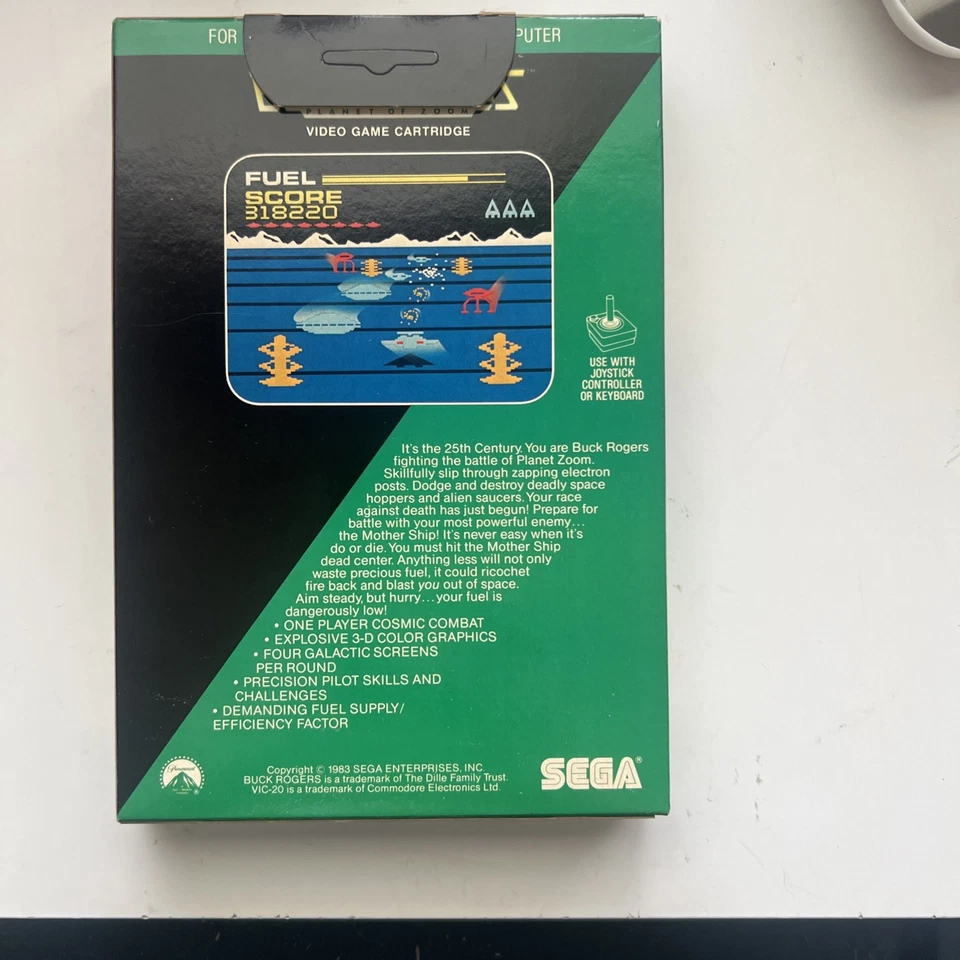 FOR
PUTER
PLANET OF ZOOM
VIDEO GAME CARTRIDGE
FUEL
SCORE
318220
USE WITH
JOYSTICK
CONTROLLER
OR KEYBOARD
It's the 25th Century. You are Buck Rogers
fighting the battle of Planet Zoom.
Skillfully slip through zapping electron
posts. Dodge and destroy deadly space
hoppers and alien saucers. Your race
against death has just begun! Prepare for
battle with your most powerful enemy...
the Mother Ship! It's never easy when it's
do or die. You must hit the Mother Ship
dead center. Anything less will not only
waste precious fuel, it could ricochet
fire back and blast you out of space.
Aim steady, but hurry...your fuel is
dangerously low!
• ONE PLAYER COSMIC COMBAT
• EXPLOSIVE 3-D COLOR GRAPHICS
• FOUR GALACTIC SCREENS
PER ROUND
• PRECISION PILOT SKILLS AND
CHALLENGES
• DEMANDING FUEL SUPPLY/
EFFICIENCY FACTOR
Paramount
Copyright © 1983 SEGA ENTERPRISES, INC.
BUCK ROGERS is a trademark of The Dille Family Trust.
VIC-20 is a trademark of Commodore Electronics Ltd.
SEGA®